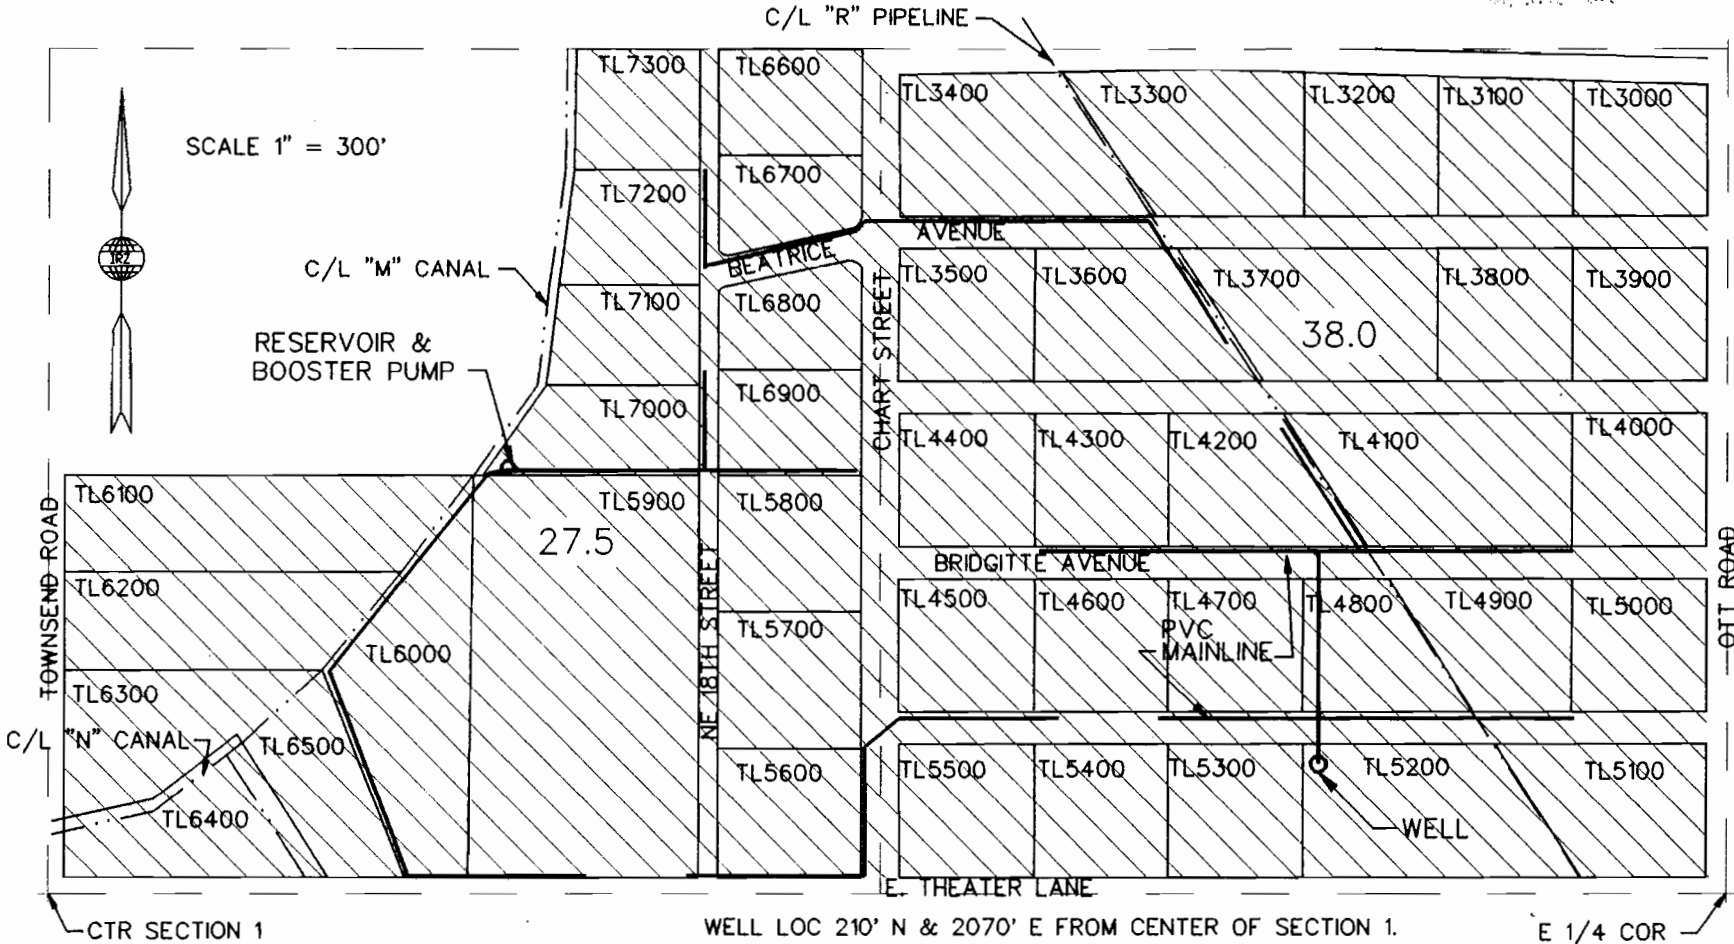 C/L "R" PIPELINE
TL7300
TL6600
TL3400
TL3300
TL3200
TL3100
TL3000
SCALE 1" = 300'
TL7200
TL6700
IRZ
C/L "M" CANAL
BEATRICE
AVENUE
TL7100
TL6800
TL3500
TL3600
TL3700
TL3800
TL3900
38.0
RESERVOIR &
BOOSTER PUMP
TL7000
TL6900
CHART STREET
TL4400
TL4300
TL4200
TL4100
TL4000
TL6100
TL5900
TL5800
27.5
BRIDGITTE AVENUE
TOWNSEND ROAD
NE 18TH STREET
OTT ROAD
TL6200
TL4500
TL4600
TL4700
TL4800
TL4900
TL5000
TL6000
TL5700
PVC
MAINLINE
TL6300
C/L "N" CANAL
TL6500
TL5600
TL5500
TL5400
TL5300
TL5200
TL5100
TL6400
WELL
E. THEATER LANE
CTR SECTION 1
WELL LOC 210' N & 2070' E FROM CENTER OF SECTION 1.
E 1/4 COR